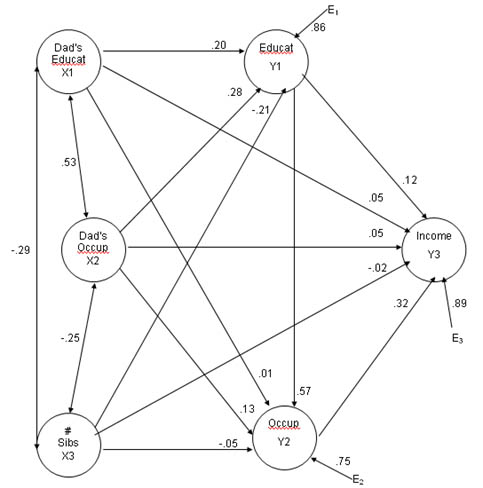 E1
.86
Dad's
Educat
X1
.20
Educat
Y1
.28
-.21
.53
.12
.05
-.29
Dad's
Occup
X2
.05
Income
Y3
-.02
-.25
.32
.89
E3
.01
.57
.13
#
Sibs
X3
-.05
Occup
Y2
.75
E2